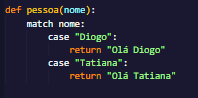 def pessoa(nome):
    match nome:
        case "Diogo":
            return "Olá Diogo"
        case "Tatiana":
            return "Olá Tatiana"